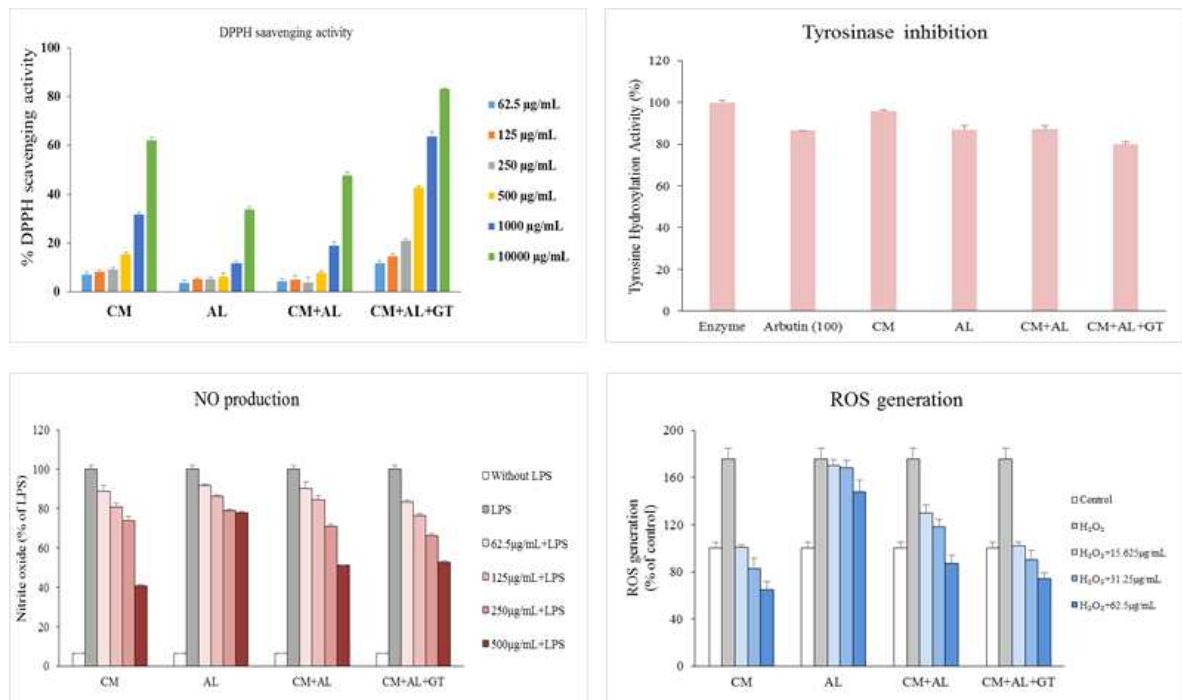 DPPH saavenging activity
% DPPH scavenging activity
100
80
60
40
20
0
CM
AL
CM+AL
CM+AL+GT
62.5 µg/mL
125 µg/mL
250 µg/mL
500 µg/mL
1000 µg/mL
10000 µg/mL
Tyrosinase inhibition
Tyrosine Hydroxylation Activity (%)
120
100
80
60
40
20
0
Enzyme
Arbutin (100)
CM
AL
CM+AL
CM+AL+GT
NO production
Nitrite oxide (% of LPS)
120
100
80
60
40
20
0
CM
AL
CM+AL
CM+AL+GT
Without LPS
LPS
62.5µg/mL+LPS
125µg/mL+LPS
250µg/mL+LPS
500µg/mL+LPS
ROS generation
ROS generation
(% of control)
200
160
120
80
40
0
CM
AL
CM+AL
CM+AL+GT
Control
H₂O₂
H₂O₂+15.625µg/mL
H₂O₂+31.25µg/mL
H₂O₂+62.5µg/mL